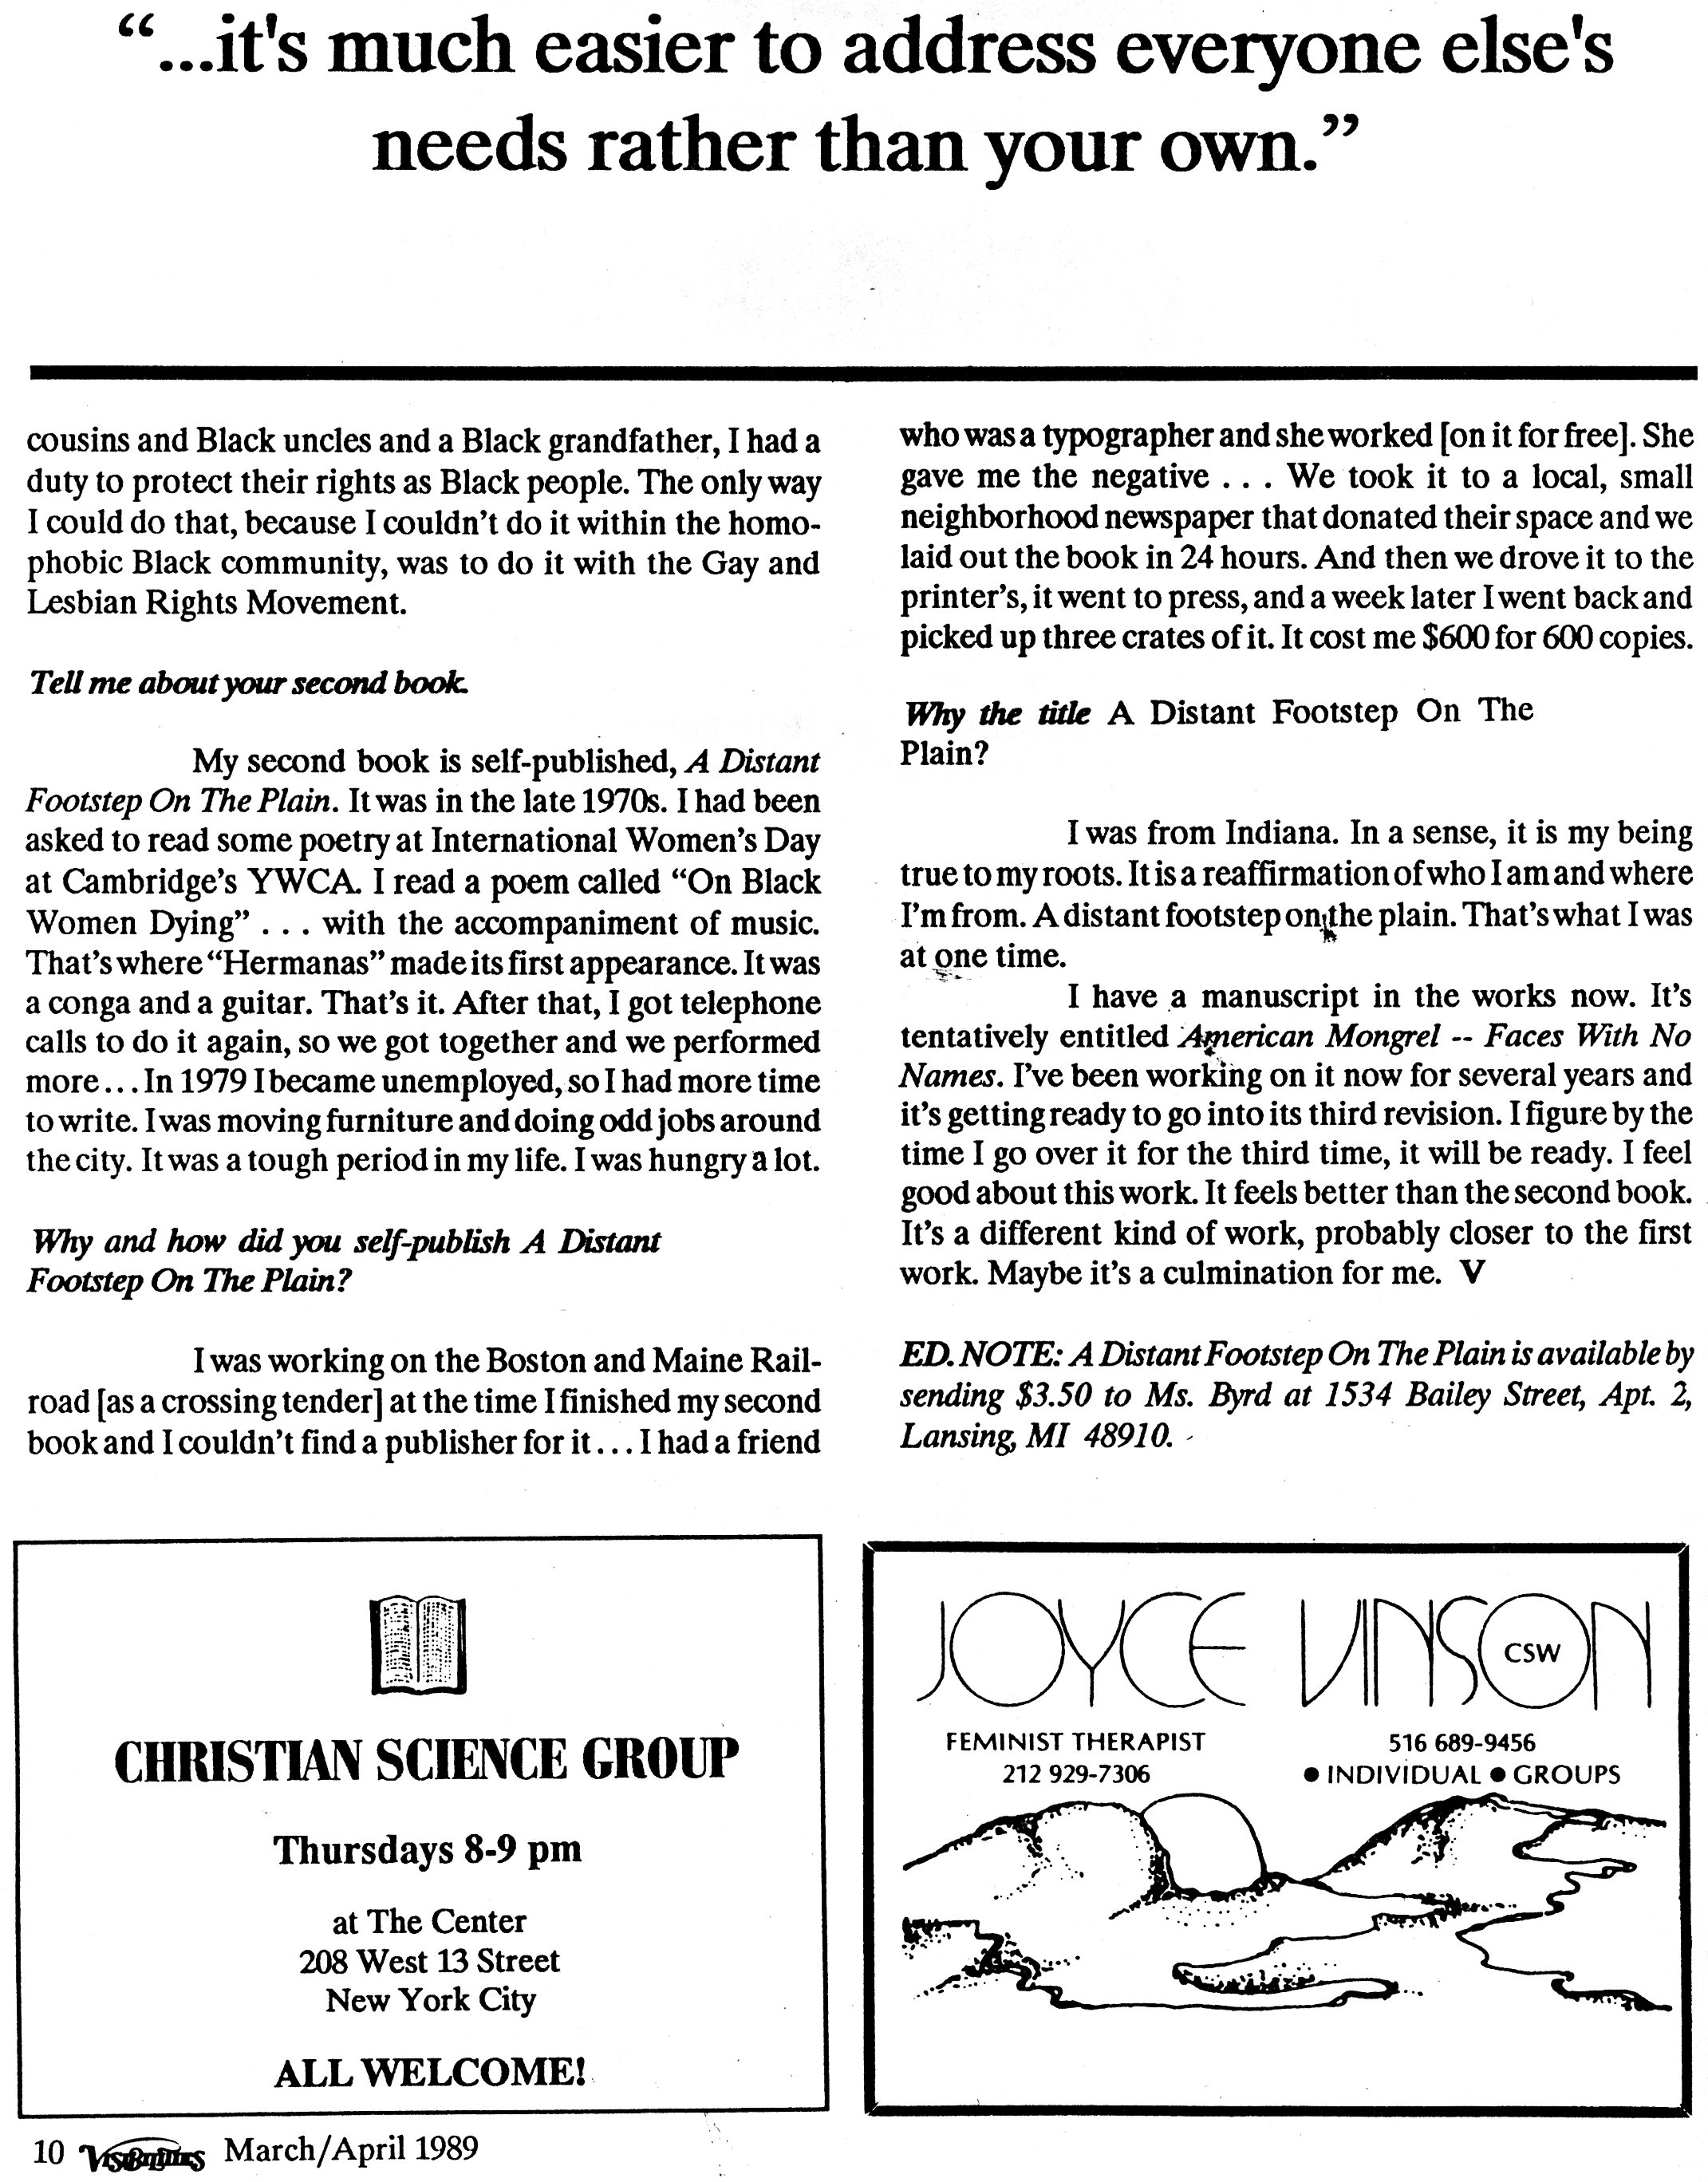 “...it's much easier to address everyone else's
needs rather than your own.”
cousins and Black uncles and a Black grandfather, I had a
duty to protect their rights as Black people. The only way
I could do that, because I couldn't do it within the homo-
phobic Black community, was to do it with the Gay and
Lesbian Rights Movement.
Tell me about your second book.
My second book is self-published, A Distant
Footstep On The Plain. It was in the late 1970s. I had been
asked to read some poetry at International Women's Day
at Cambridge's YWCA. I read a poem called “On Black
Women Dying” . . . with the accompaniment of music.
That's where “Hermanas” made its first appearance. It was
a conga and a guitar. That's it. After that, I got telephone
calls to do it again, so we got together and we performed
more . . . In 1979 I became unemployed, so I had more time
to write. I was moving furniture and doing odd jobs around
the city. It was a tough period in my life. I was hungry a lot.
Why and how did you self-publish A Distant
Footstep On The Plain?
I was working on the Boston and Maine Rail-
road [as a crossing tender] at the time I finished my second
book and I couldn't find a publisher for it . . . I had a friend
who was a typographer and she worked [on it for free]. She
gave me the negative . . . We took it to a local, small
neighborhood newspaper that donated their space and we
laid out the book in 24 hours. And then we drove it to the
printer's, it went to press, and a week later I went back and
picked up three crates of it. It cost me $600 for 600 copies.
Why the title A Distant Footstep On The
Plain?
I was from Indiana. In a sense, it is my being
true to my roots. It is a reaffirmation of who I am and where
I'm from. A distant footstep on the plain. That's what I was
at one time.
I have a manuscript in the works now. It's
tentatively entitled American Mongrel -- Faces With No
Names. I've been working on it now for several years and
it's getting ready to go into its third revision. I figure by the
time I go over it for the third time, it will be ready. I feel
good about this work. It feels better than the second book.
It's a different kind of work, probably closer to the first
work. Maybe it's a culmination for me. V
ED. NOTE: A Distant Footstep On The Plain is available by
sending $3.50 to Ms. Byrd at 1534 Bailey Street, Apt. 2,
Lansing, MI 48910.
CHRISTIAN SCIENCE GROUP
Thursdays 8-9 pm
at The Center
208 West 13 Street
New York City
ALL WELCOME!
JOYCE VINSON
CSW
FEMINIST THERAPIST
212 929-7306
516 689-9456
● INDIVIDUAL ● GROUPS
10 March/April 1989